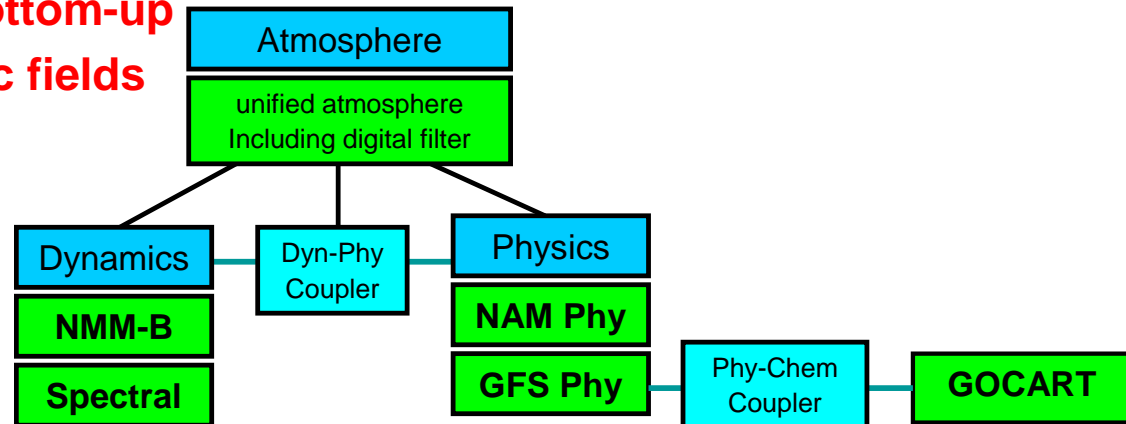 ottom-up
c fields
Atmosphere
unified atmosphere
Including digital filter
Dynamics
Dyn-Phy
Coupler
Physics
NMM-B
NAM Phy
Spectral
GFS Phy
Phy-Chem
Coupler
GOCART